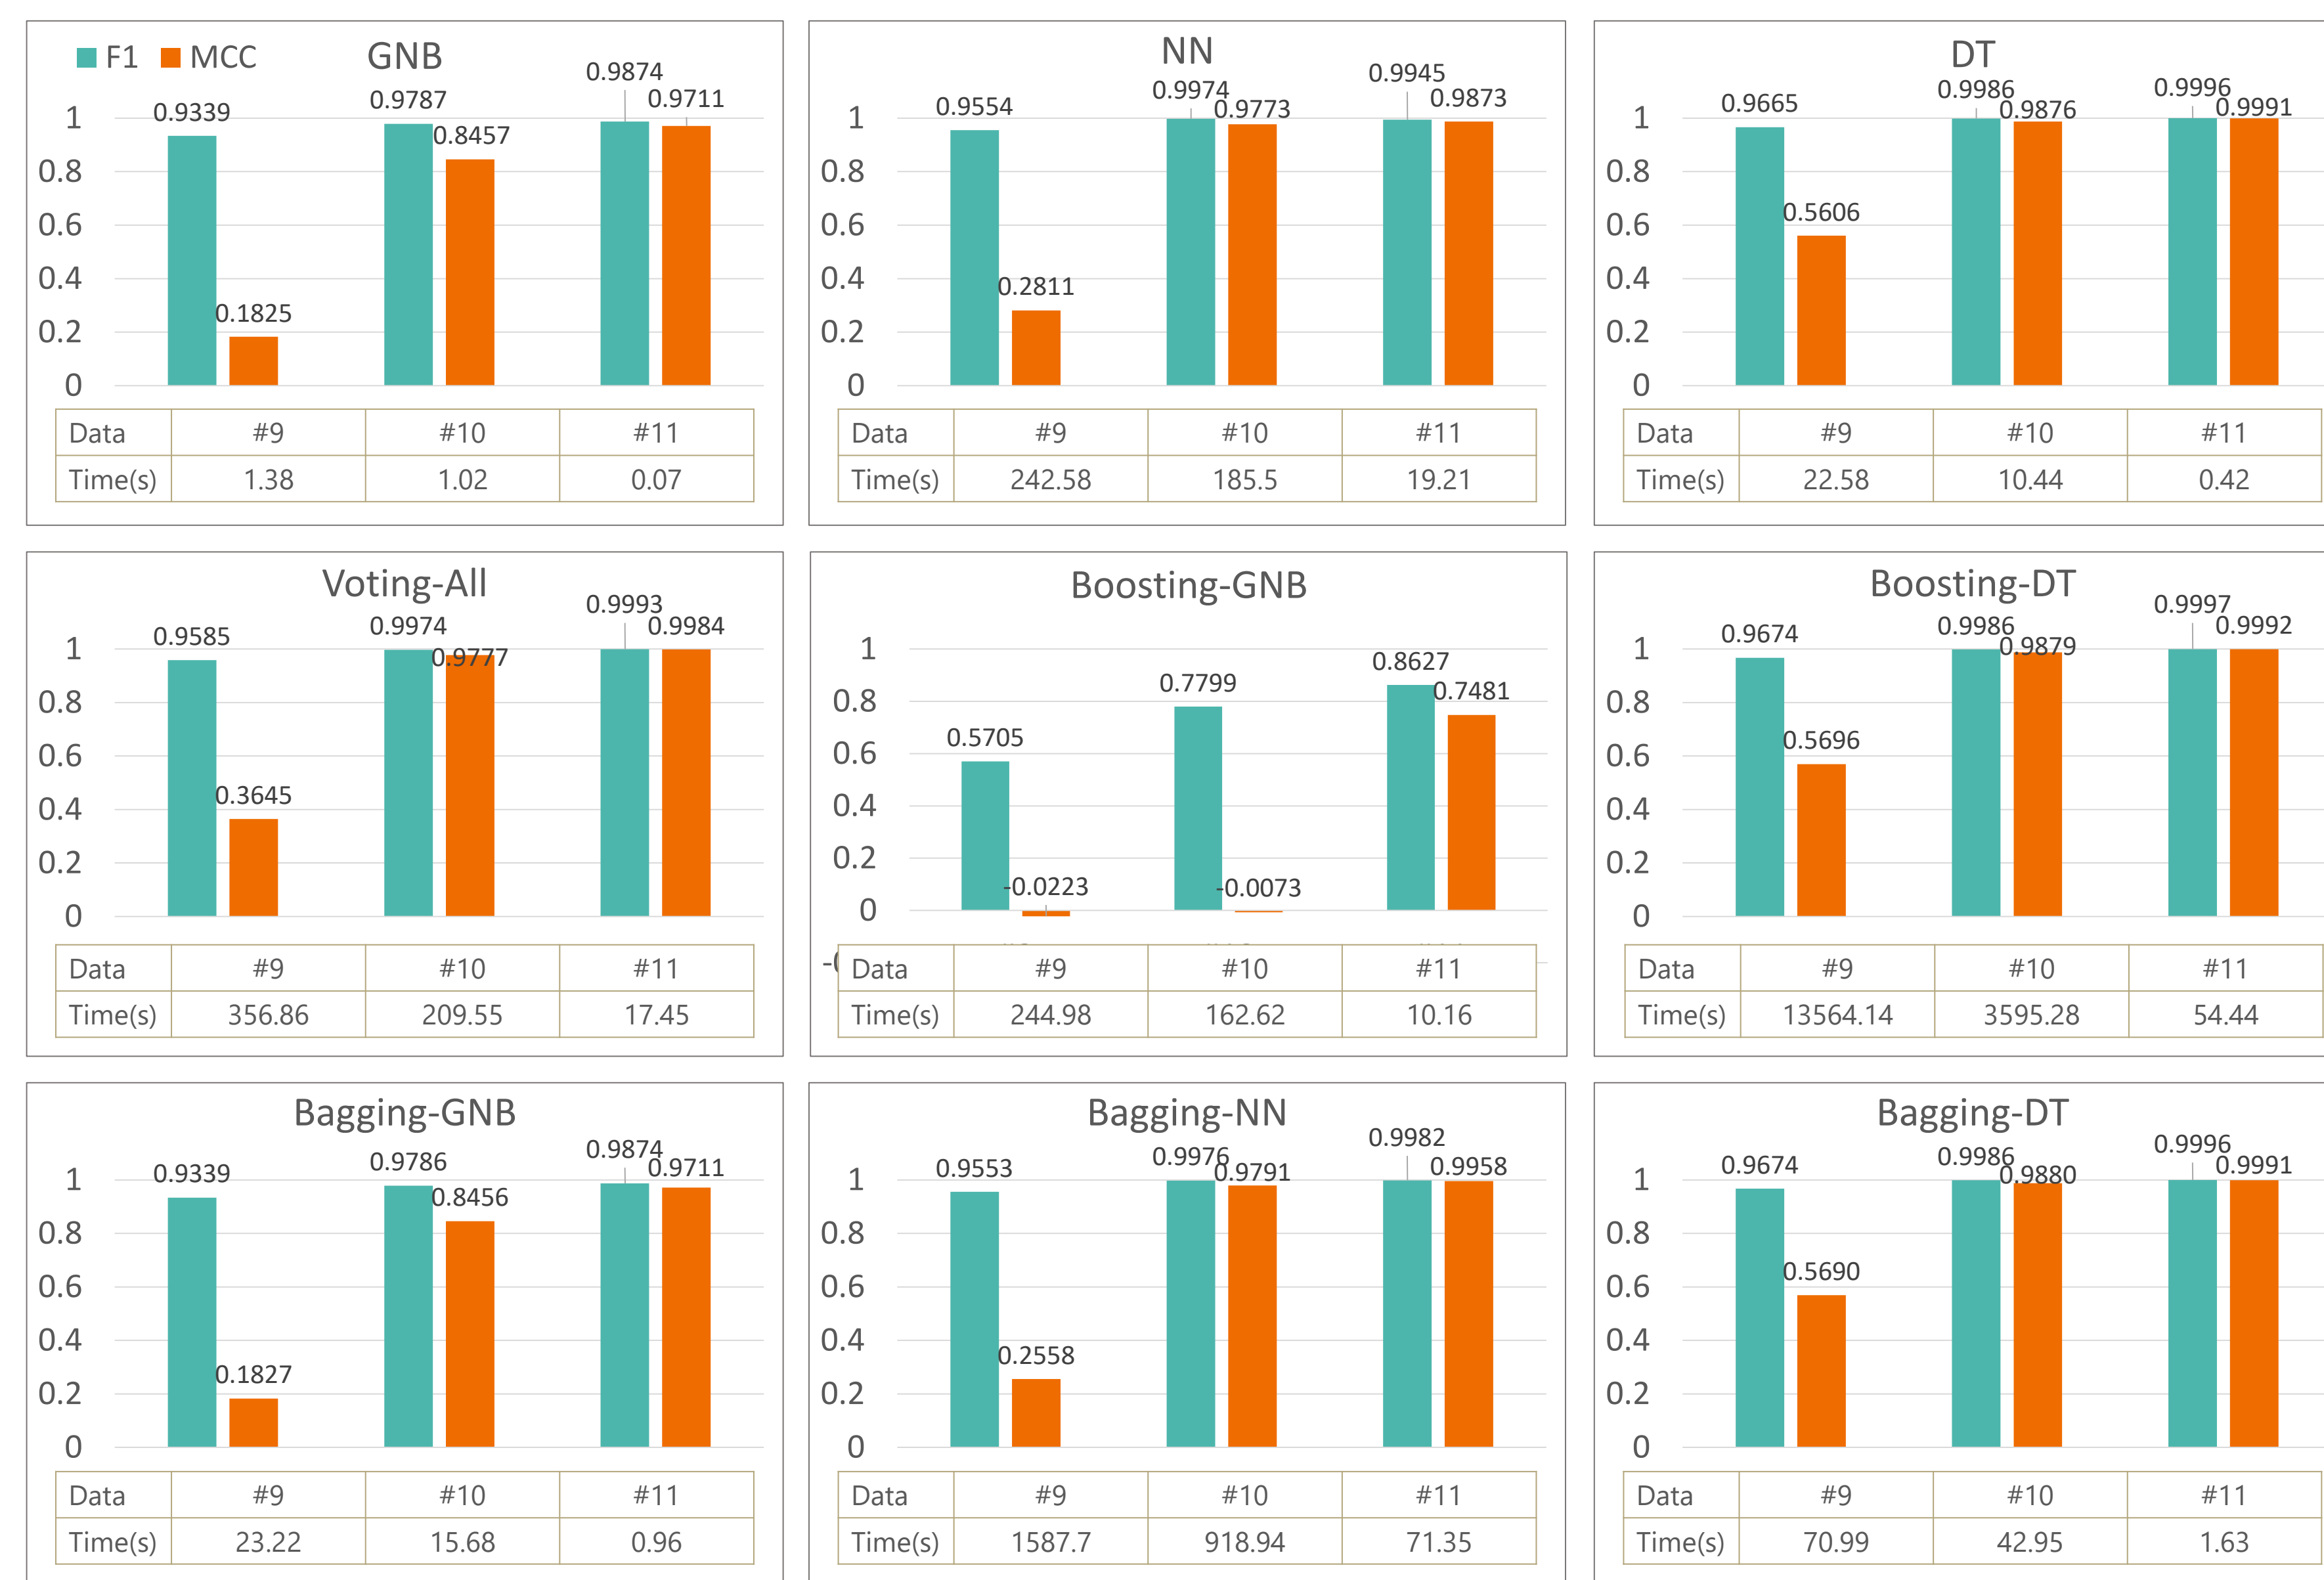 F1 MCC GNB
0.9339 0.1825 0.9787 0.8457 0.9874 0.9711
1
0.8
0.6
0.4
0.2
0
Data #9 #10 #11
Time(s) 1.38 1.02 0.07
NN
0.9554 0.2811 0.9974 0.9773 0.9945 0.9873
1
0.8
0.6
0.4
0.2
0
Data #9 #10 #11
Time(s) 242.58 185.5 19.21
DT
0.9665 0.5606 0.9986 0.9876 0.9996 0.9991
1
0.8
0.6
0.4
0.2
0
Data #9 #10 #11
Time(s) 22.58 10.44 0.42
Voting-All
0.9585 0.3645 0.9974 0.9777 0.9993 0.9984
1
0.8
0.6
0.4
0.2
0
Data #9 #10 #11
Time(s) 356.86 209.55 17.45
Boosting-GNB
0.5705 -0.0223 0.7799 -0.0073 0.8627 0.7481
1
0.8
0.6
0.4
0.2
0
Data #9 #10 #11
Time(s) 244.98 162.62 10.16
Boosting-DT
0.9674 0.5696 0.9986 0.9879 0.9997 0.9992
1
0.8
0.6
0.4
0.2
0
Data #9 #10 #11
Time(s) 13564.14 3595.28 54.44
Bagging-GNB
0.9339 0.1827 0.9786 0.8456 0.9874 0.9711
1
0.8
0.6
0.4
0.2
0
Data #9 #10 #11
Time(s) 23.22 15.68 0.96
Bagging-NN
0.9553 0.2558 0.9976 0.9791 0.9982 0.9958
1
0.8
0.6
0.4
0.2
0
Data #9 #10 #11
Time(s) 1587.7 918.94 71.35
Bagging-DT
0.9674 0.5690 0.9986 0.9880 0.9996 0.9991
1
0.8
0.6
0.4
0.2
0
Data #9 #10 #11
Time(s) 70.99 42.95 1.63